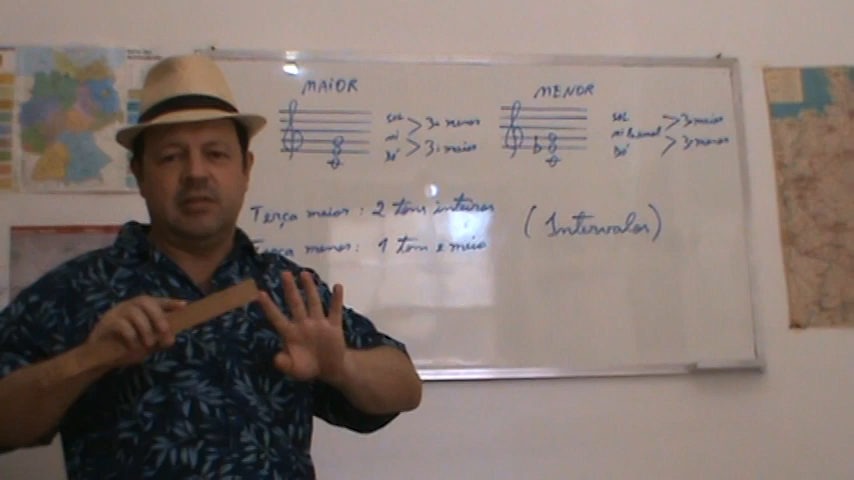 MAIOR
sol
3ª menor
mi
3ª maior
dó
MENOR
sol
3ª maior
mi bemol
3ª menor
Dó
Terça maior: 2 tons inteiros
(Intervalos)
Terça menor: 1 tom e meio